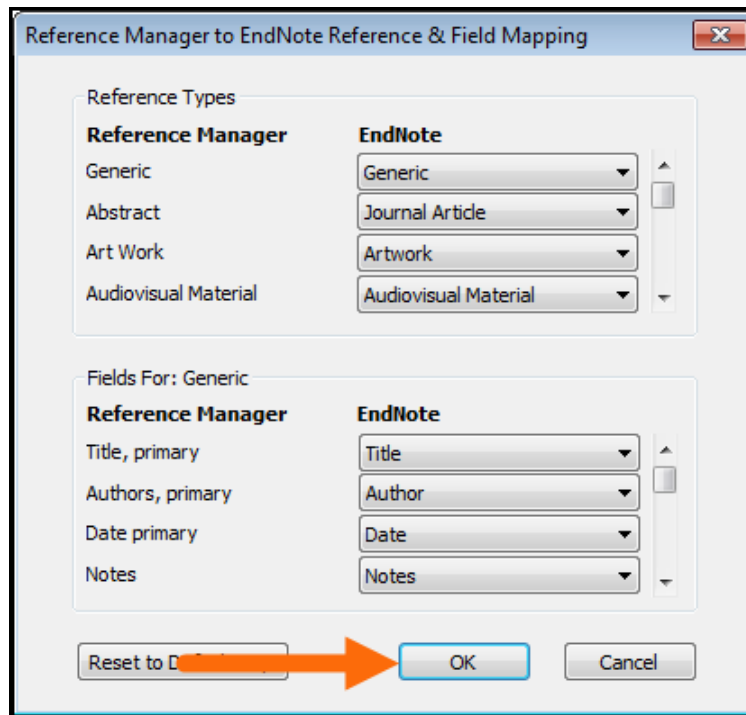 Reference Manager to EndNote Reference & Field Mapping
Reference Types
Reference Manager EndNote
Generic Generic
Abstract Journal Article
Art Work Artwork
Audiovisual Material Audiovisual Material
Fields For: Generic
Reference Manager EndNote
Title, primary Title
Authors, primary Author
Date primary Date
Notes Notes
Reset to OK Cancel